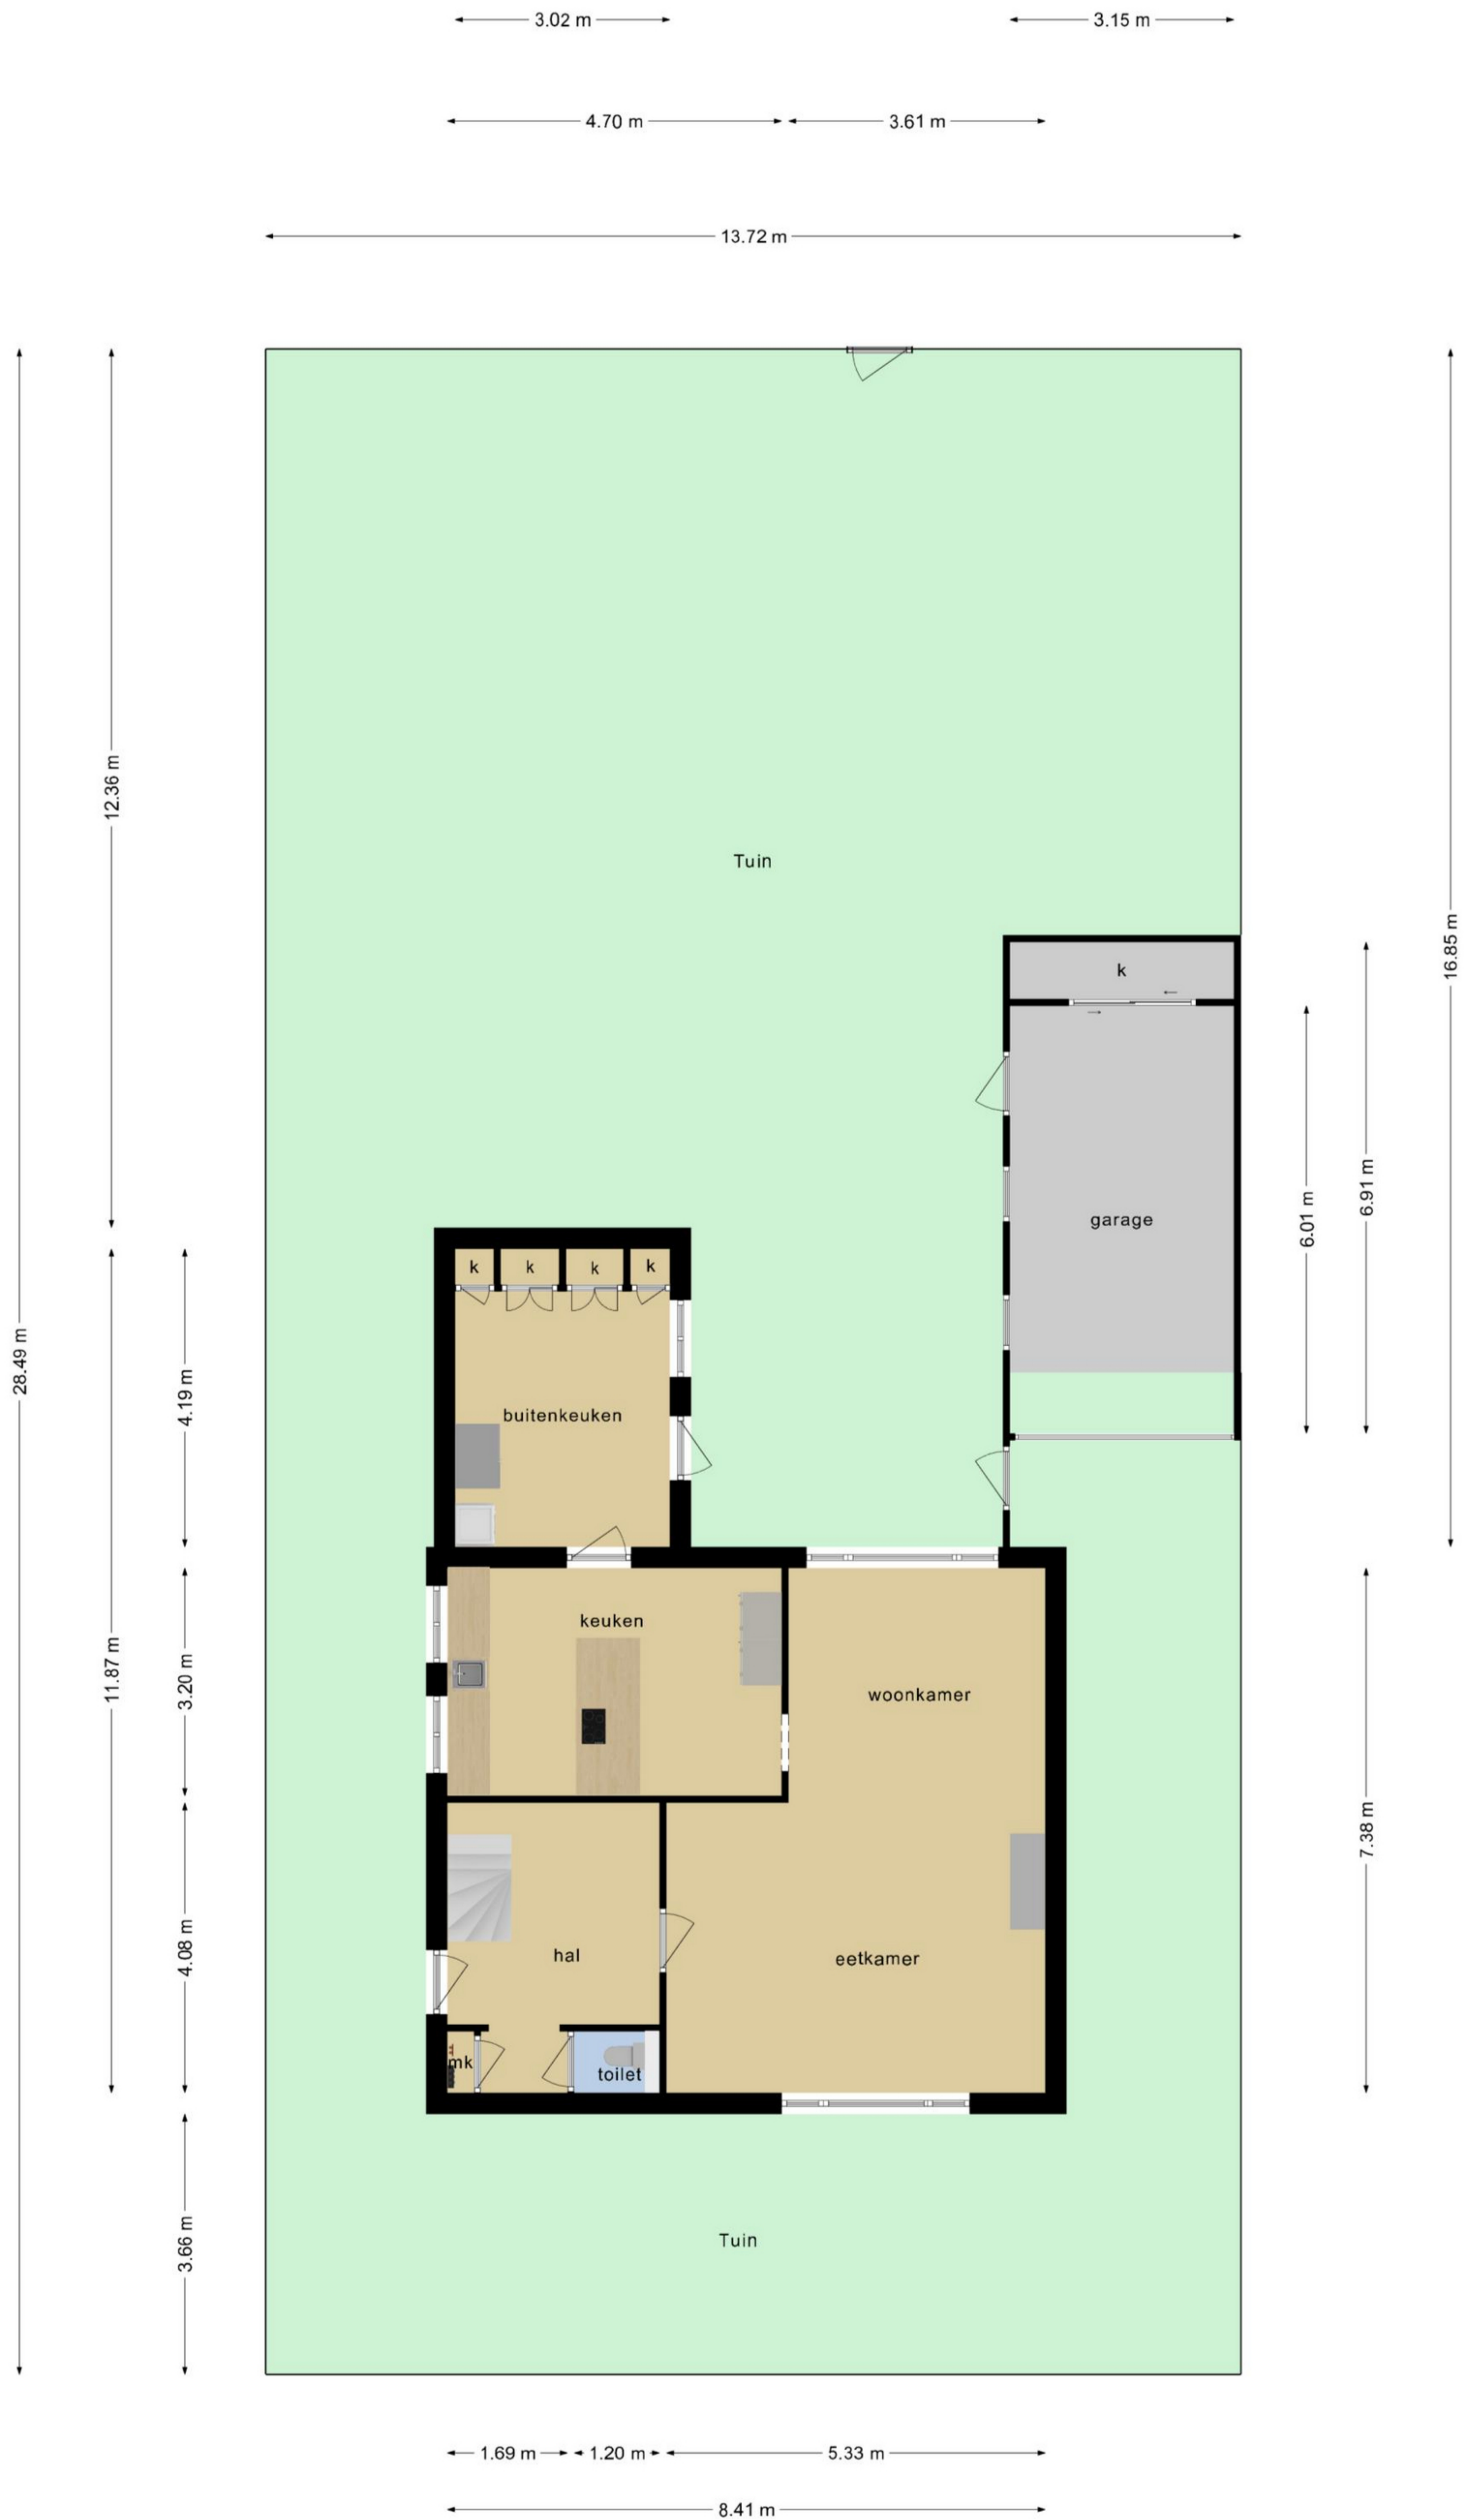 3.02 m
3.15 m
4.70 m
3.61 m
13.72 m
12.36 m
Tuin
16.85 m
k
6.91 m
6.01 m
garage
k
k
k
k
28.49 m
4.19 m
buitenkeuken
keuken
11.87 m
3.20 m
woonkamer
7.38 m
4.08 m
hal
eetkamer
mk
toilet
3.66 m
Tuin
1.69 m
1.20 m
5.33 m
8.41 m